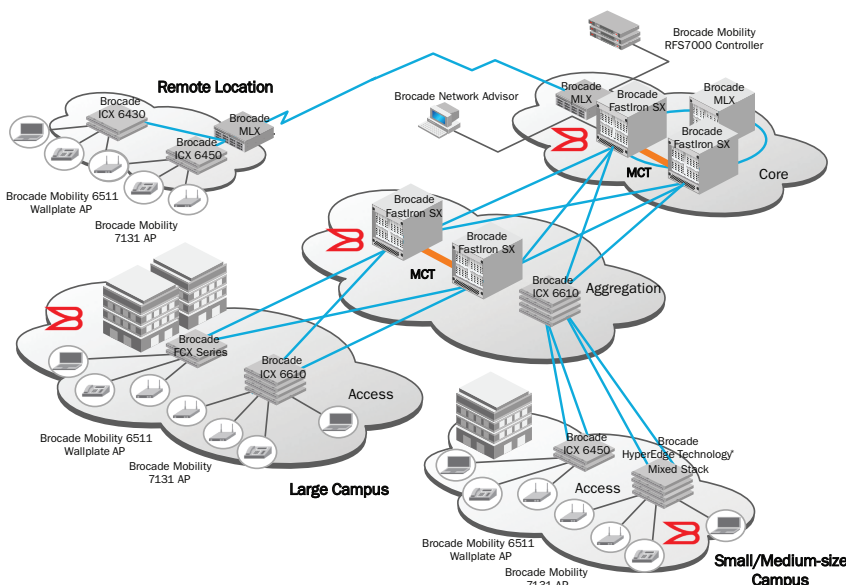 Brocade Mobility
RFS7000 Controller
Remote Location
Brocade
ICX 6430
Brocade
MLX
Brocade
ICX 6450
Brocade Mobility 6511
Wallplate AP
Brocade Mobility
7131 AP
Brocade Network Advisor
Brocade
MLX
Brocade
FastIron SX
Brocade
MLX
Brocade
FastIron SX
MCT
Core
Brocade
FastIron SX
Brocade
FastIron SX
MCT
Brocade
ICX 6610
Aggregation
Brocade
FCX Series
Brocade
ICX 6610
Access
Brocade Mobility 6511
Wallplate AP
Brocade Mobility
7131 AP
Large Campus
Brocade
ICX 6450
Brocade
HyperEdge Technology®
Mixed Stack
Access
Brocade Mobility 6511
Wallplate AP
Brocade Mobility
7131 AP
Small/Medium-size
Campus